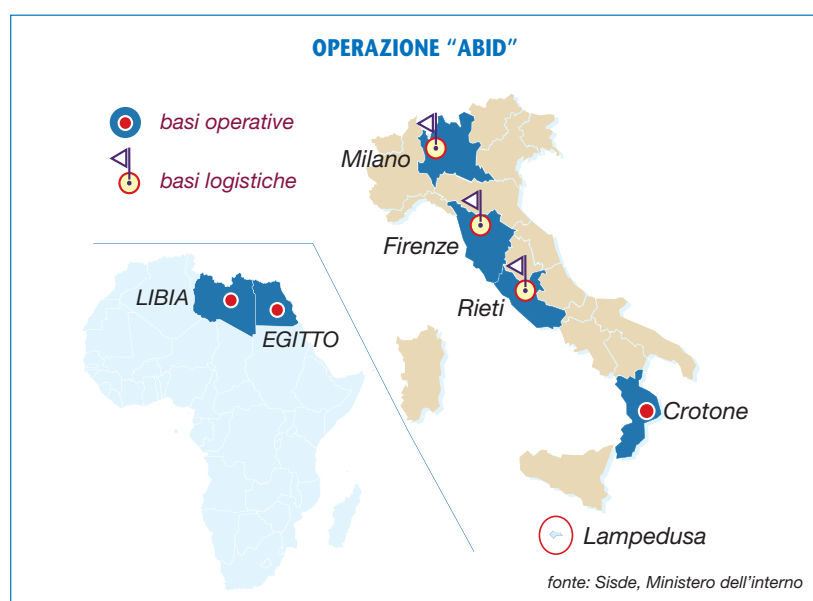 OPERAZIONE “ABID”
basi operative
basi logistiche
Milano
Firenze
Rieti
LIBIA
EGITTO
Crotone
Lampedusa
fonte: Sisde, Ministero dell’interno